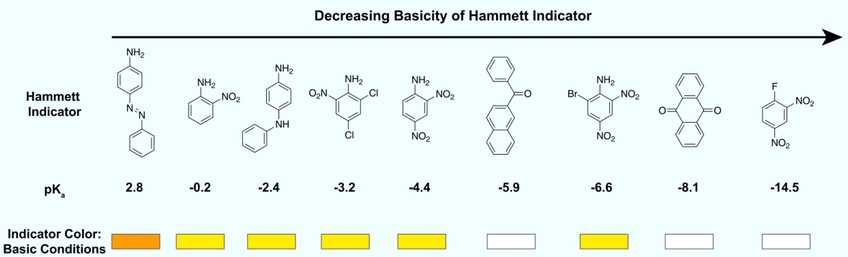 Decreasing Basicity of Hammett Indicator
Hammett
Indicator
NH₂
N
N
NH₂
NO₂
NH₂
NH
NH₂
O₂N
Cl
Cl
NH₂
NO₂
NO₂
O
NH₂
Br
NO₂
NO₂
O
O
F
NO₂
NO₂
pKₐ 2.8 -0.2 -2.4 -3.2 -4.4 -5.9 -6.6 -8.1 -14.5
Indicator Color:
Basic Conditions